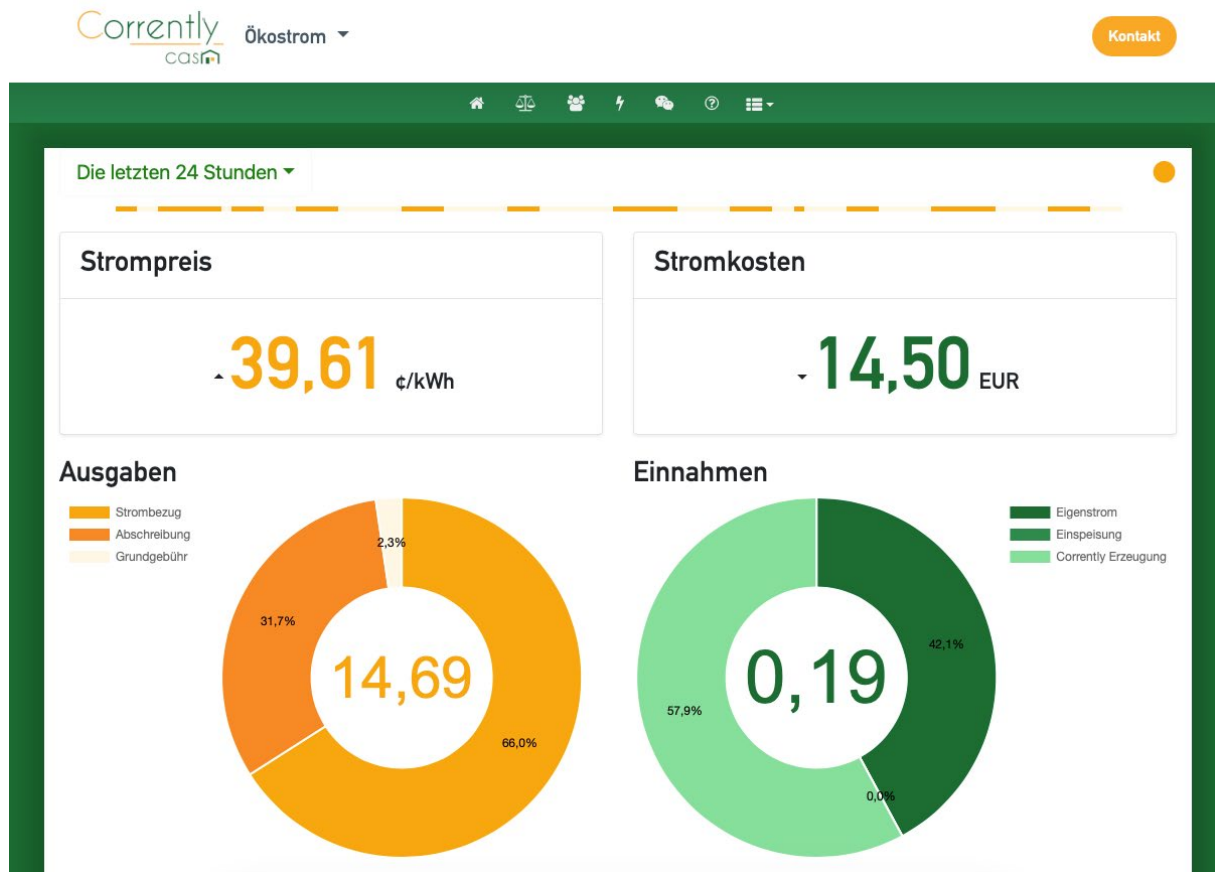 Corrently
casa
Ökostrom
Kontakt
Die letzten 24 Stunden
Strompreis
39,61 ¢/kWh
Stromkosten
14,50 EUR
Ausgaben
Strombezug
Abschreibung
Grundgebühr
2,3%
31,7%
66,0%
14,69
Einnahmen
Eigenstrom
Einspeisung
Corrently Erzeugung
42,1%
57,9%
0,0%
0,19